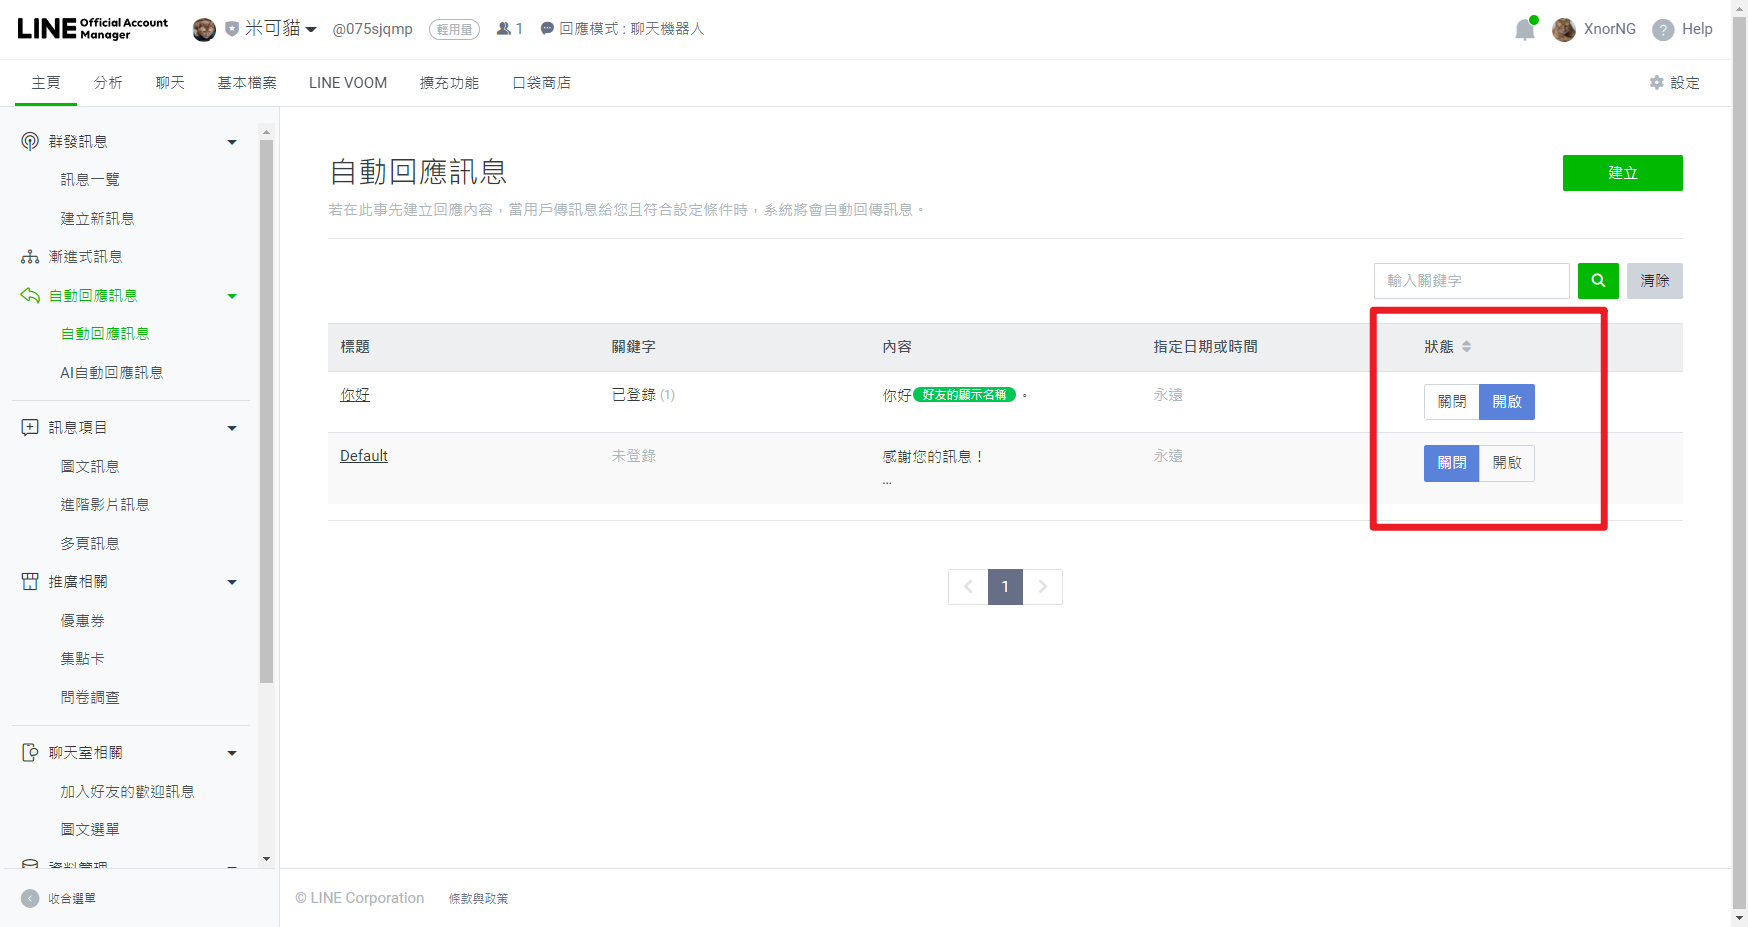 LINE Official Account Manager
米可貓
@075sjqmp
輕用量
1
回應模式 : 聊天機器人
XnorNG
? Help
主頁
分析
聊天
基本檔案
LINE VOOM
擴充功能
口袋商店
設定
群發訊息
訊息一覽
建立新訊息
漸進式訊息
自動回應訊息
自動回應訊息
AI自動回應訊息
訊息項目
圖文訊息
進階影片訊息
多頁訊息
推廣相關
優惠券
集點卡
問卷調查
聊天室相關
加入好友的歡迎訊息
圖文選單
資料管理
收合選單
自動回應訊息
建立
若在此事先建立回應內容，當用戶傳訊息給您且符合設定條件時，系統將會自動回傳訊息。
輸入關鍵字
清除
標題 關鍵字 內容 指定日期或時間 狀態
你好 已登錄 (1) 你好 好友的顯示名稱 。 永遠 關閉 開啟
Default 未登錄 感謝您的訊息！ 永遠 關閉 開啟
...
1
© LINE Corporation
條款與政策